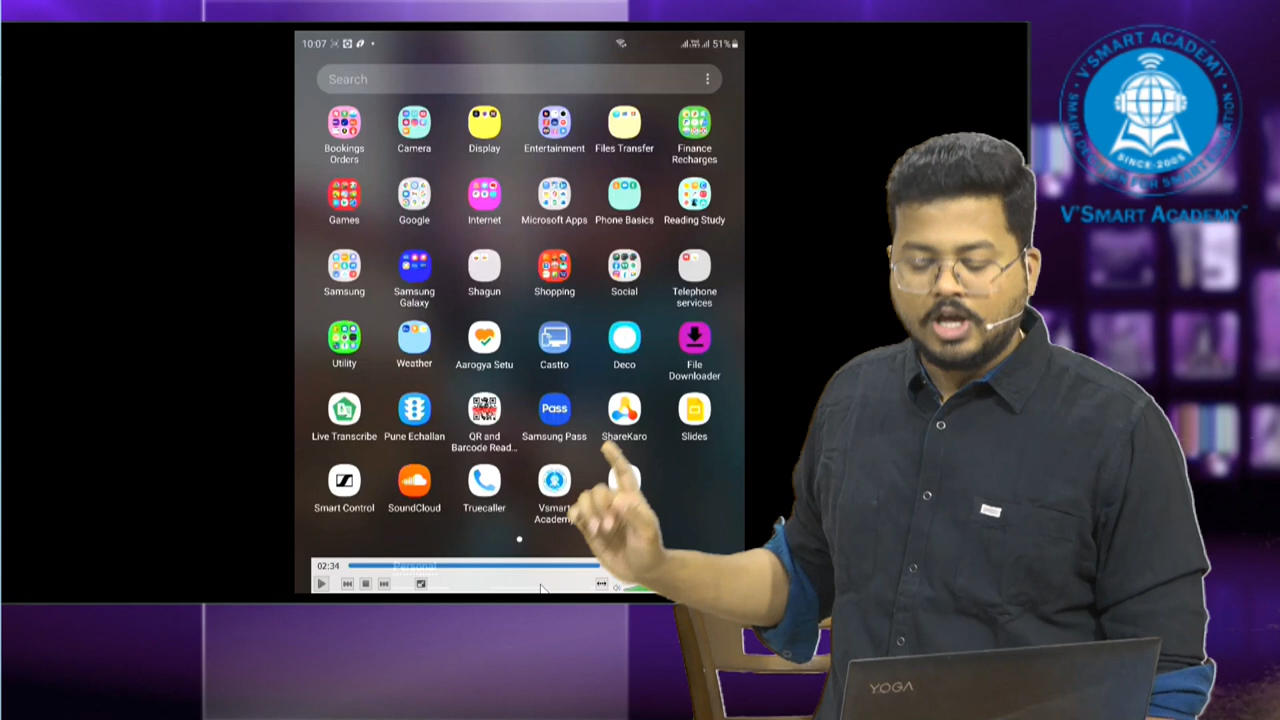 10:07
51%
Search
Bookings
Orders
Camera
Display
Entertainment
Files Transfer
Finance
Recharges
Games
Google
Internet
Microsoft Apps
Phone Basics
Reading Study
Samsung
Samsung
Galaxy
Shagun
Shopping
Social
Telephone
services
Utility
Weather
Aarogya Setu
Castto
Deco
File
Downloader
Live Transcribe
Pune Echallan
QR and
Barcode Read...
Pass
Samsung Pass
ShareKaro
Slides
Smart Control
SoundCloud
Truecaller
Vsmart
Academy
02:34
Personal
V'SMART ACADEMY
SINCE-2005
V'SMART ACADEMY
YOGA